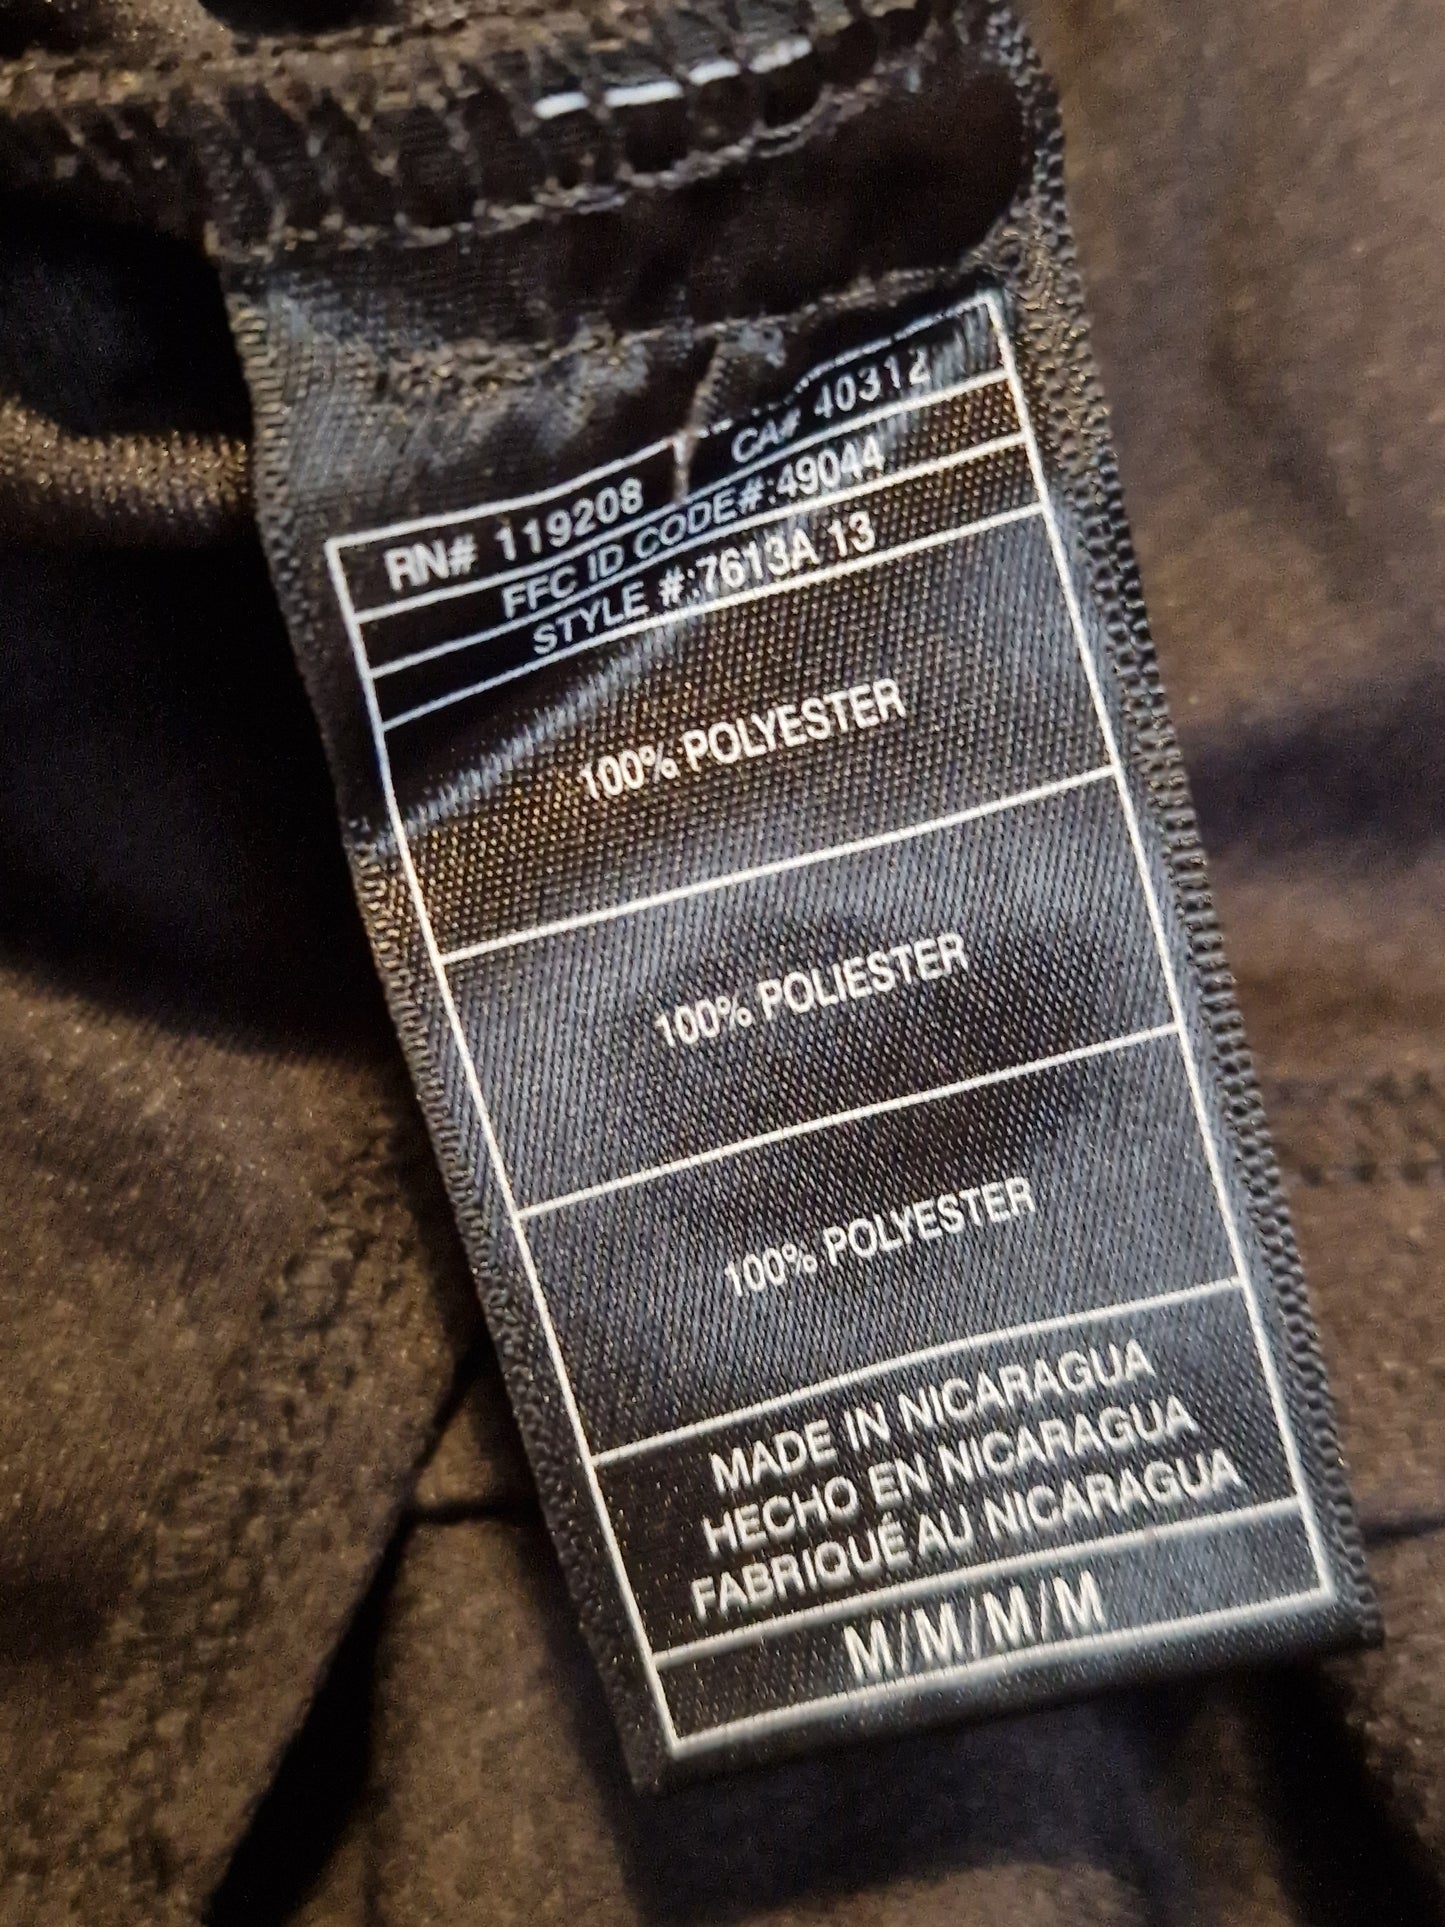 RN# 119208 CA# 40312
FFC ID CODE#:49044
STYLE #:7613A 13
100% POLYESTER
100% POLIESTER
100% POLYESTER
MADE IN NICARAGUA
HECHO EN NICARAGUA
FABRIQUÉ AU NICARAGUA
M/M/M/M